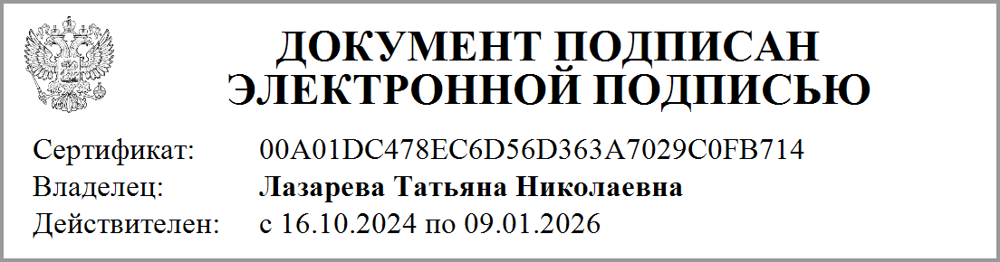 ДОКУМЕНТ ПОДПИСАН
ЭЛЕКТРОННОЙ ПОДПИСЬЮ
Сертификат: 00A01DC478EC6D56D363A7029C0FB714
Владелец: Лазарева Татьяна Николаевна
Действителен: с 16.10.2024 по 09.01.2026